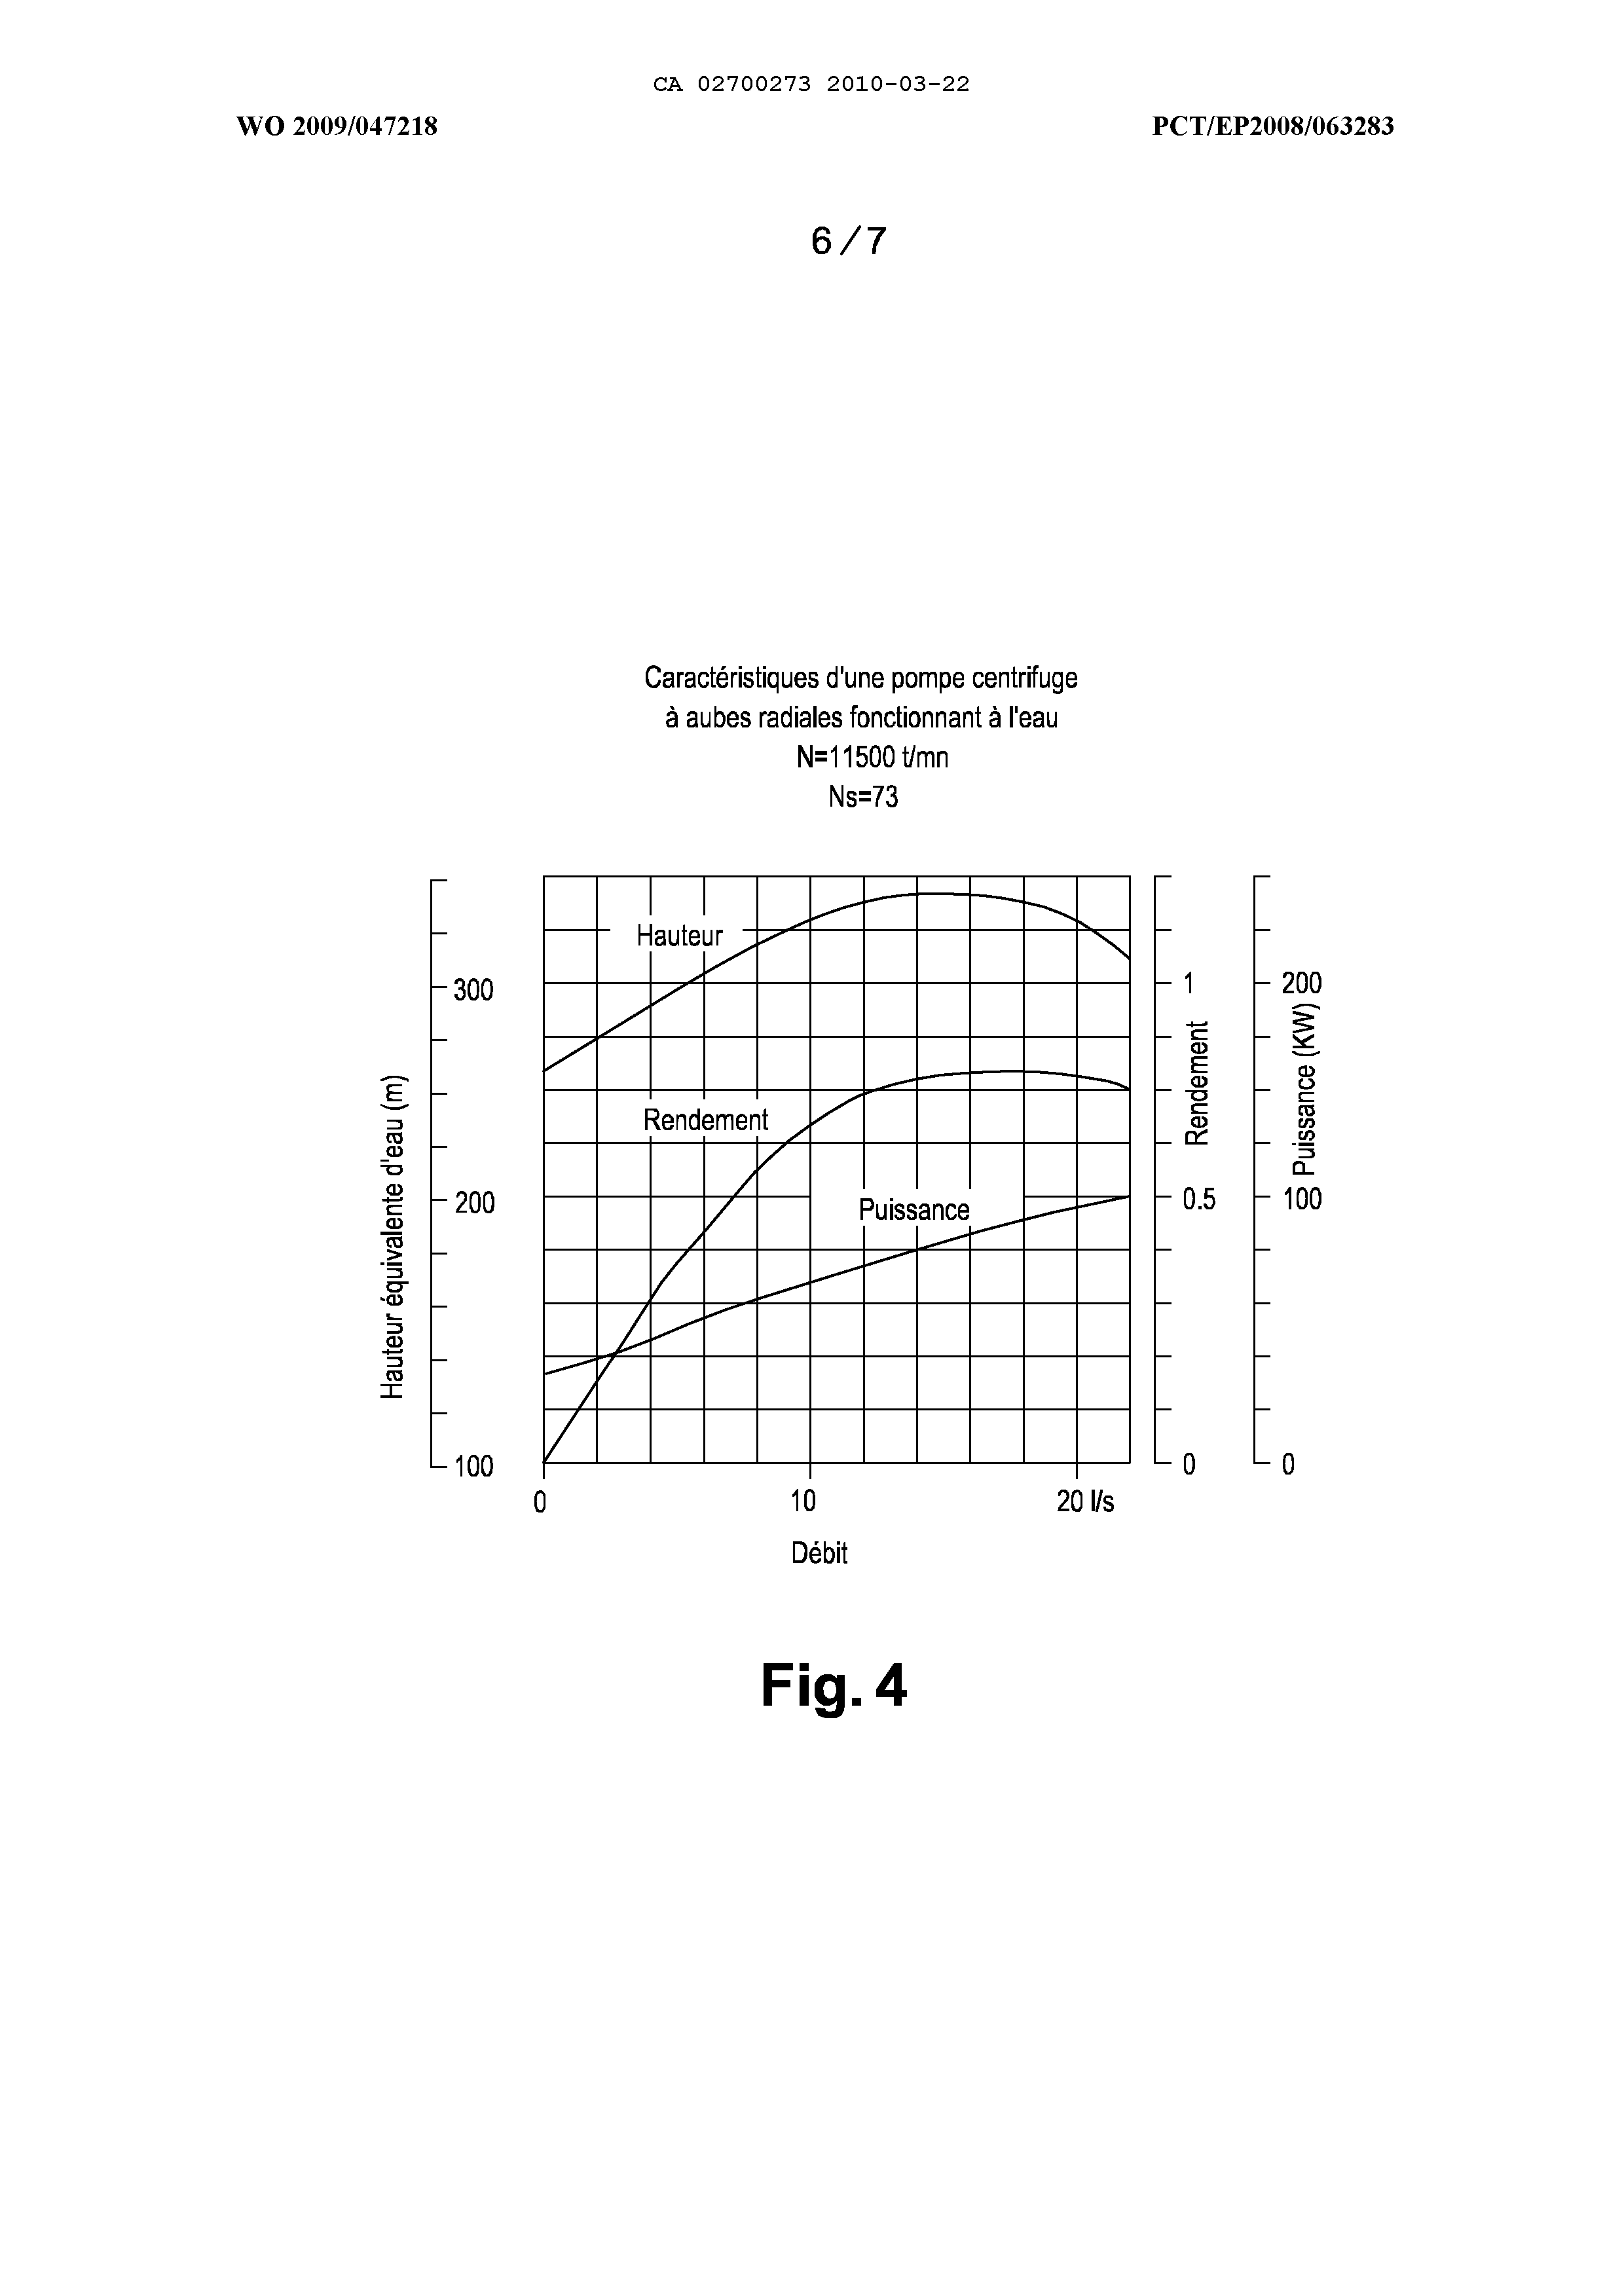 CA 02700273 2010-03-22
WO 2009/047218
PCT/EP2008/063283
6/7
Caractéristiques d'une pompe centrifuge
à aubes radiales fonctionnant à l'eau
N=11500 t/mn
Ns=73
Hauteur
Rendement
Puissance
Hauteur équivalente d'eau (m)
300
200
100
1
0.5
0
Rendement
200
100
0
Puissance (KW)
0
10
20 l/s
Débit
Fig. 4